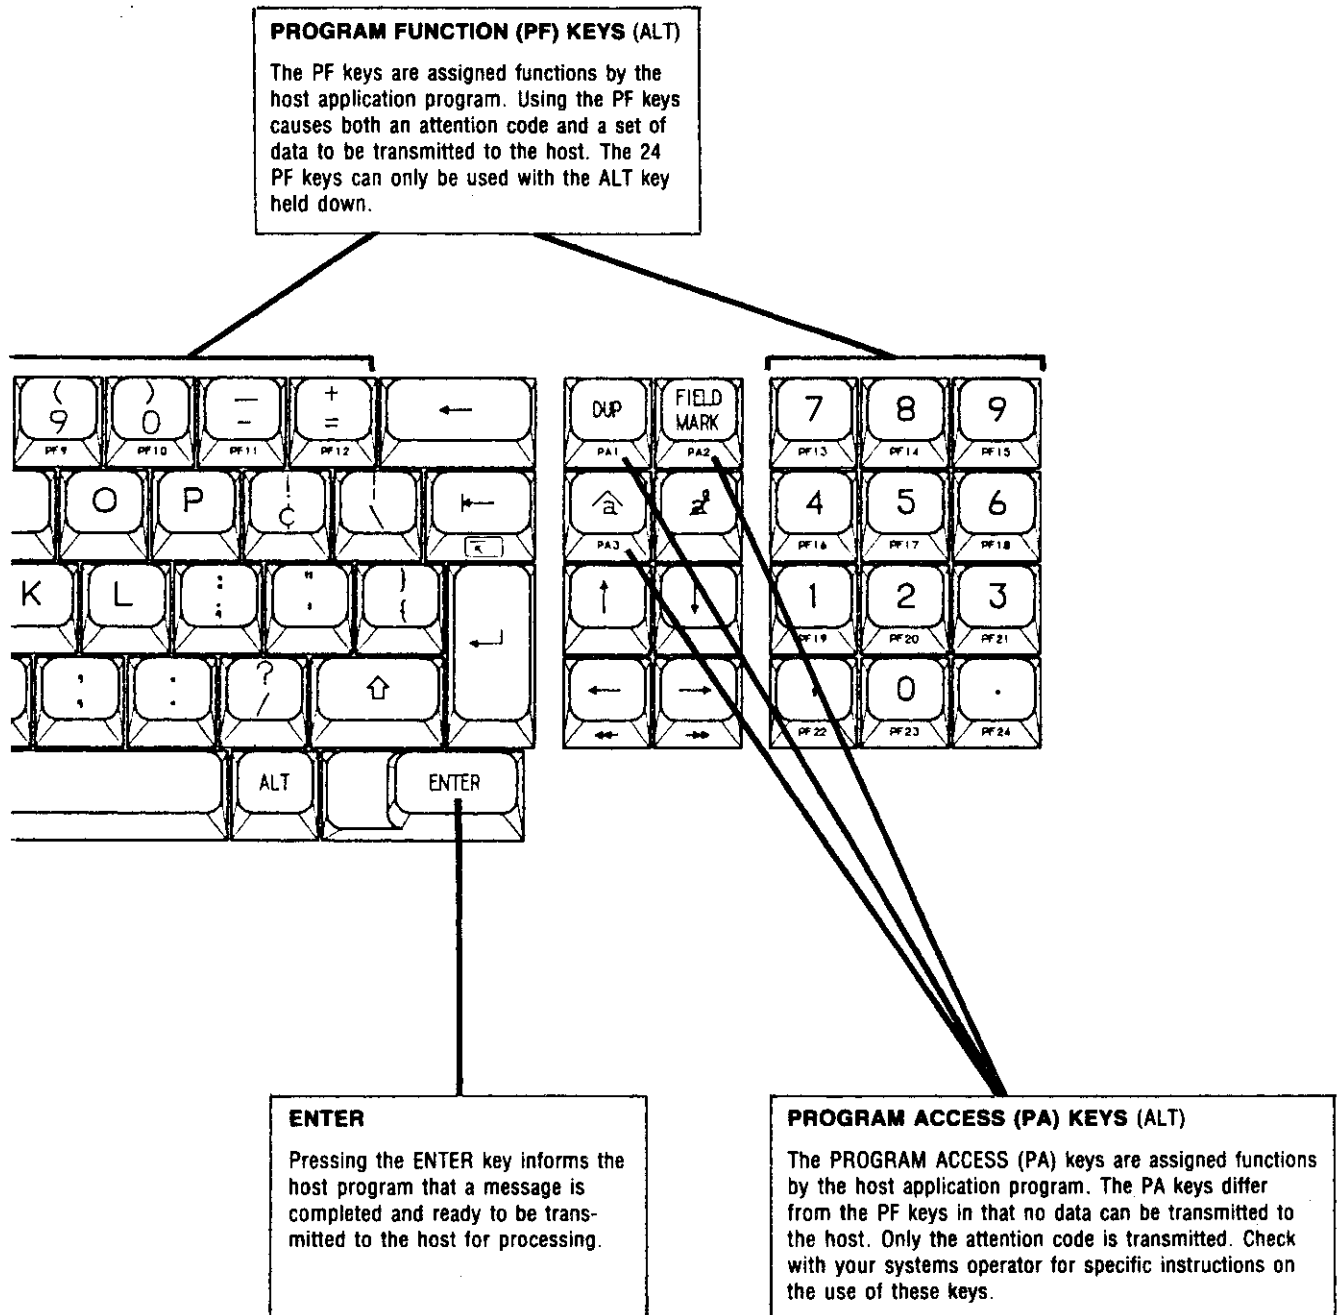 PROGRAM FUNCTION (PF) KEYS (ALT)
The PF keys are assigned functions by the
host application program. Using the PF keys
causes both an attention code and a set of
data to be transmitted to the host. The 24
PF keys can only be used with the ALT key
held down.
( ) — + ←
9 0 - =
PF9 PF10 PF11 PF12
DUP FIELD
MARK
PA1 PA2
7 8 9
PF13 PF14 PF15
O P ¢ \
a a
PA3
4 5 6
PF16 PF17 PF18
K L : " }
; ' {
↑ ↓
1 2 3
PF19 PF20 PF21
, . ?
, . /
← →
, 0 .
PF22 PF23 PF24
ALT ENTER
ENTER
Pressing the ENTER key informs the
host program that a message is
completed and ready to be trans-
mitted to the host for processing.
PROGRAM ACCESS (PA) KEYS (ALT)
The PROGRAM ACCESS (PA) keys are assigned functions
by the host application program. The PA keys differ
from the PF keys in that no data can be transmitted to
the host. Only the attention code is transmitted. Check
with your systems operator for specific instructions on
the use of these keys.